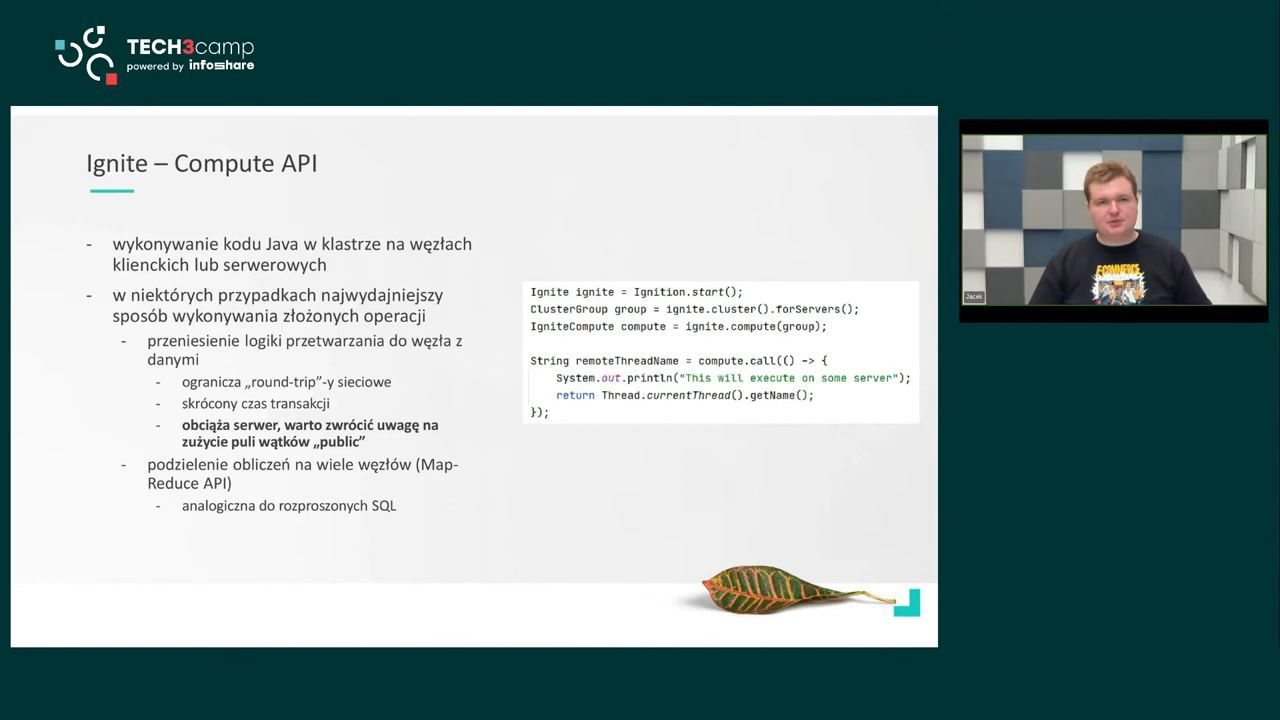 TECH3camp
powered by infoshare
Ignite – Compute API
- wykonywanie kodu Java w klastrze na węzłach
klienckich lub serwerowych
- w niektórych przypadkach najwydajniejszy
sposób wykonywania złożonych operacji
- przeniesienie logiki przetwarzania do węzła z
danymi
- ogranicza „round-trip”-y sieciowe
- skrócony czas transakcji
- obciąża serwer, warto zwrócić uwagę na
zużycie puli wątków „public”
- podzielenie obliczeń na wiele węzłów (Map-
Reduce API)
- analogiczna do rozproszonych SQL
Ignite ignite = Ignition.start();
ClusterGroup group = ignite.cluster().forServers();
IgniteCompute compute = ignite.compute(group);
String remoteThreadName = compute.call(() -> {
System.out.println("This will execute on some server");
return Thread.currentThread().getName();
});
E-COMMERCE
Jacek